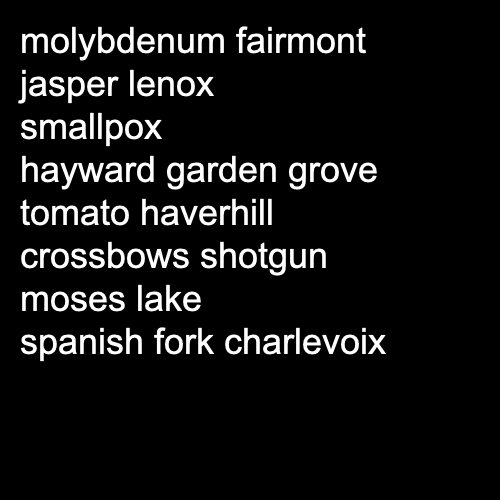 molybdenum fairmont
jasper lenox
smallpox
hayward garden grove
tomato haverhill
crossbows shotgun
moses lake
spanish fork charlevoix